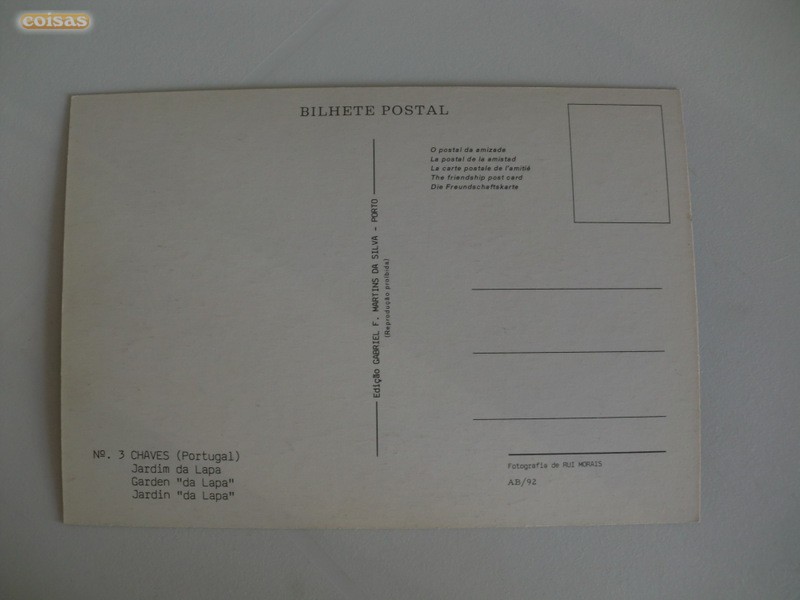 coisas
BILHETE POSTAL
O postal da amizade
La postal de la amistad
La carte postale de l'amitié
The friendship post card
Die Freundschaftskarte
Edição GABRIEL F. MARTINS DA SILVA - PORTO
(Reprodução proibida)
Nº. 3 CHAVES (Portugal)
Jardim da Lapa
Garden "da Lapa"
Jardin "da Lapa"
Fotografia de RUI MORAIS
AB/92